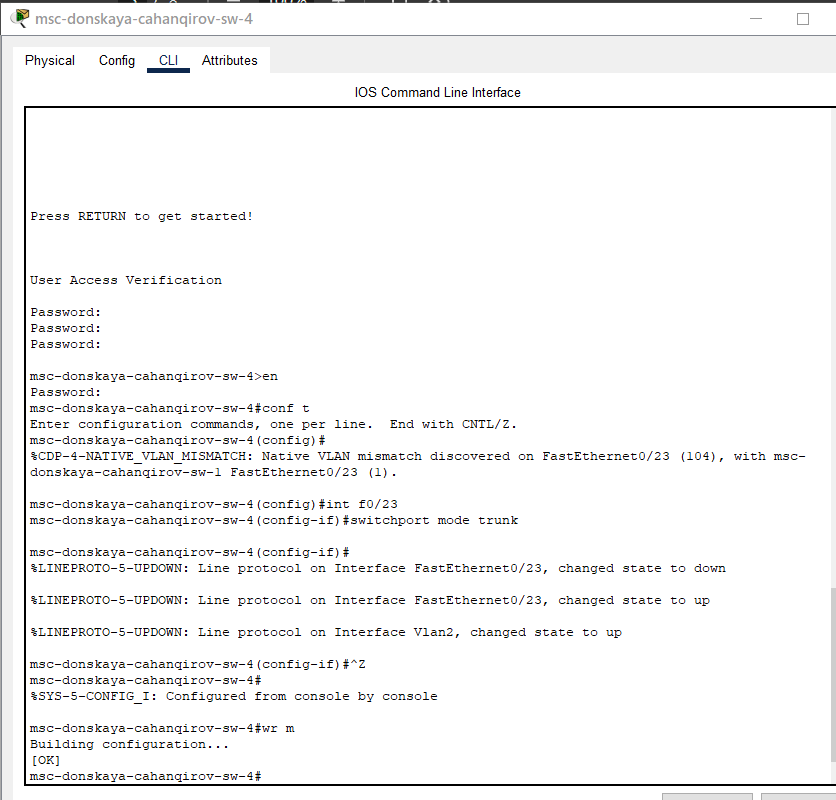 msc-donskaya-cahanqirov-sw-4
Physical Config CLI Attributes
IOS Command Line Interface
Press RETURN to get started!
User Access Verification
Password:
Password:
Password:
msc-donskaya-cahanqirov-sw-4>en
Password:
msc-donskaya-cahanqirov-sw-4#conf t
Enter configuration commands, one per line.  End with CNTL/Z.
msc-donskaya-cahanqirov-sw-4(config)#
%CDP-4-NATIVE_VLAN_MISMATCH: Native VLAN mismatch discovered on FastEthernet0/23 (104), with msc-
donskaya-cahanqirov-sw-1 FastEthernet0/23 (1).
msc-donskaya-cahanqirov-sw-4(config)#int f0/23
msc-donskaya-cahanqirov-sw-4(config-if)#switchport mode trunk
msc-donskaya-cahanqirov-sw-4(config-if)#
%LINEPROTO-5-UPDOWN: Line protocol on Interface FastEthernet0/23, changed state to down
%LINEPROTO-5-UPDOWN: Line protocol on Interface FastEthernet0/23, changed state to up
%LINEPROTO-5-UPDOWN: Line protocol on Interface Vlan2, changed state to up
msc-donskaya-cahanqirov-sw-4(config-if)#^Z
msc-donskaya-cahanqirov-sw-4#
%SYS-5-CONFIG_I: Configured from console by console
msc-donskaya-cahanqirov-sw-4#wr m
Building configuration...
[OK]
msc-donskaya-cahanqirov-sw-4#